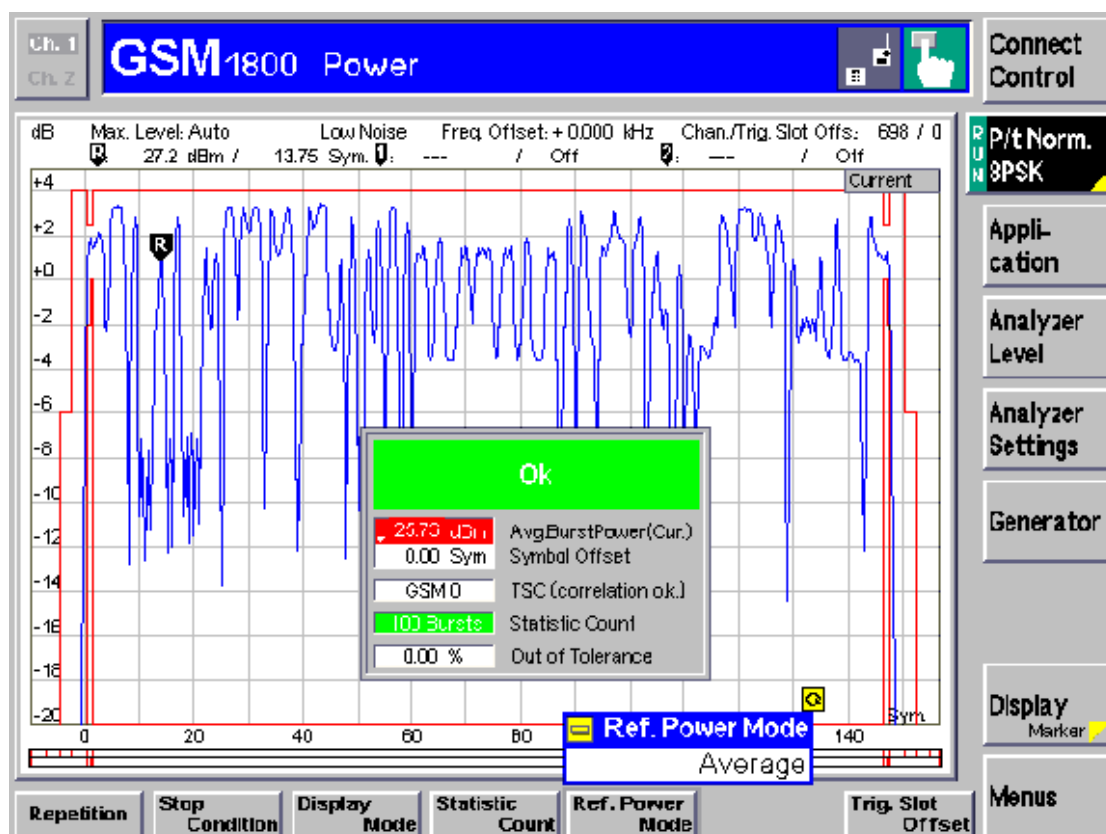 Ch. 1
Ch. 2
GSM1800 Power
Connect
Control
dB Max. Level: Auto Low Noise Freq. Offset: + 0.000 kHz Chan./Trig. Slot Offs.: 698 / 0
R: 27.2 dBm / 13.75 Sym. 1: --- / Off 2: --- / Off
RUN
P/t Norm.
8PSK
Current
+4
+2
+0
-2
-4
-6
-8
-10
-12
-14
-16
-18
-20
R
Appli-
cation
Analyzer
Level
Analyzer
Settings
Generator
Ok
dBm Avg.BurstPower(Cur.)
0.00 Sym Symbol Offset
GSM 0 TSC (correlation o.k.)
100 Bursts Statistic Count
0.00 % Out of Tolerance
Sym
0 20 40 60 80 140
Ref. Power Mode
Average
Display
Marker
Menus
Repetition
Stop
Condition
Display
Mode
Statistic
Count
Ref. Power
Mode
Trig. Slot
Offset